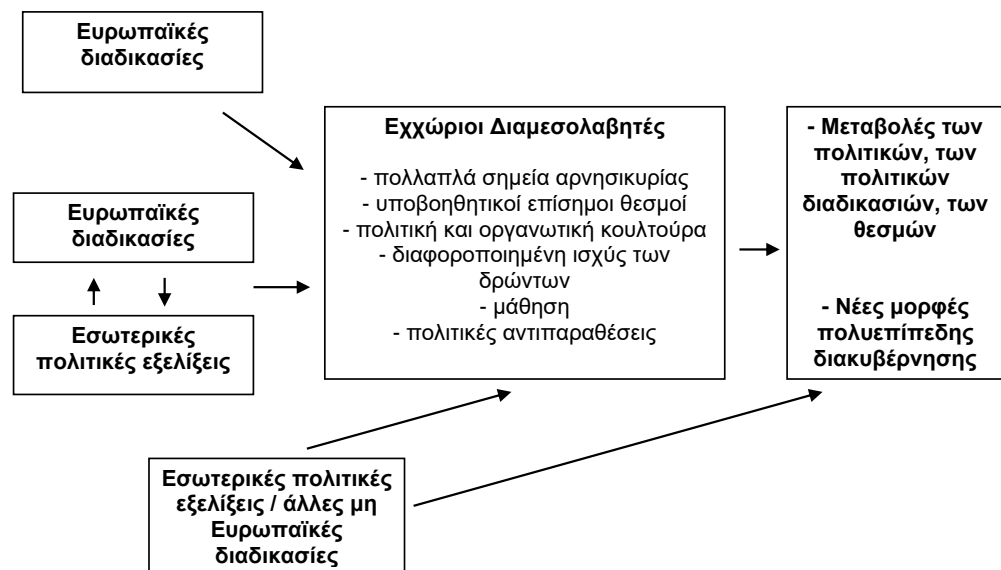 Ευρωπαϊκές
διαδικασίες
Ευρωπαϊκές
διαδικασίες
Εσωτερικές
πολιτικές εξελίξεις
Εχχώριοι Διαμεσολαβητές
- πολλαπλά σημεία αρνησικυρίας
- υποβοηθητικοί επίσημοι θεσμοί
- πολιτική και οργανωτική κουλτούρα
- διαφοροποιημένη ισχύς των
δρώντων
- μάθηση
- πολιτικές αντιπαραθέσεις
- Μεταβολές των
πολιτικών, των
πολιτικών
διαδικασιών, των
θεσμών
- Νέες μορφές
πολυεπίπεδης
διακυβέρνησης
Εσωτερικές πολιτικές
εξελίξεις / άλλες μη
Ευρωπαϊκές
διαδικασίες